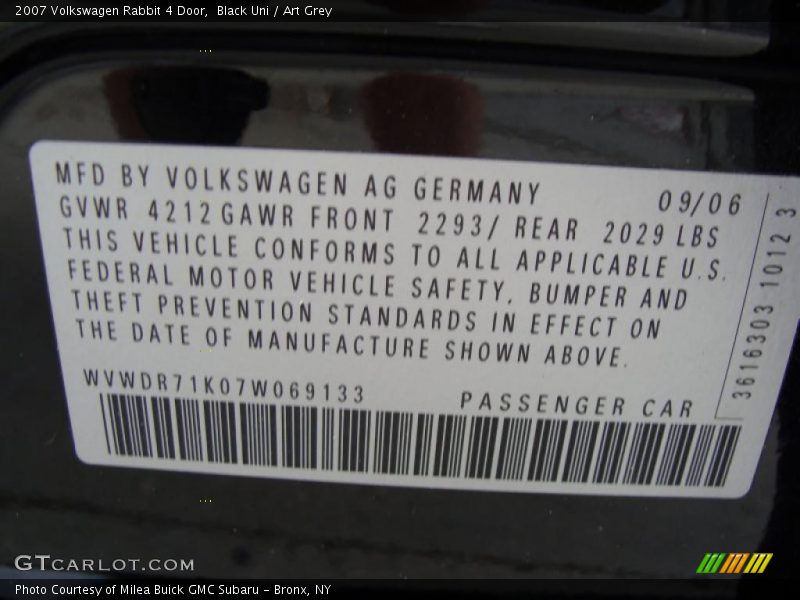 2007 Volkswagen Rabbit 4 Door,  Black Uni / Art Grey
MFD BY VOLKSWAGEN AG GERMANY 09/06
GVWR 4212 GAWR FRONT 2293/ REAR 2029 LBS
THIS VEHICLE CONFORMS TO ALL APPLICABLE U.S.
FEDERAL MOTOR VEHICLE SAFETY, BUMPER AND
THEFT PREVENTION STANDARDS IN EFFECT ON
THE DATE OF MANUFACTURE SHOWN ABOVE.
WVWDR71K07W069133 PASSENGER CAR
3616303 1012 3
GTCARLOT.COM
Photo Courtesy of Milea Buick GMC Subaru - Bronx, NY